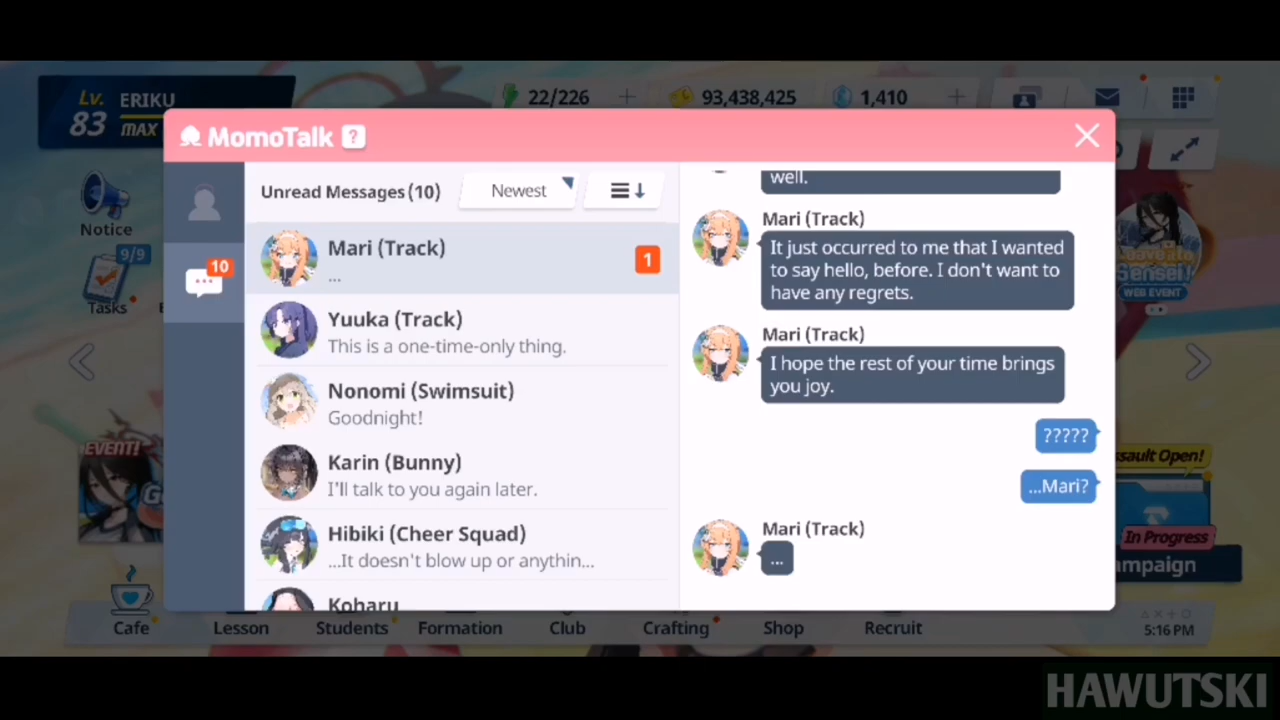 Lv. ERIKU
83 MAX
22/226
93,438,425
1,410
MomoTalk ?
Notice
9/9
Tasks
EVENT!
Unread Messages (10)
Newest
10
Mari (Track)
...
1
Yuuka (Track)
This is a one-time-only thing.
Nonomi (Swimsuit)
Goodnight!
Karin (Bunny)
I'll talk to you again later.
Hibiki (Cheer Squad)
...It doesn't blow up or anythin...
Koharu
well.
Mari (Track)
It just occurred to me that I wanted
to say hello, before. I don't want to
have any regrets.
Mari (Track)
I hope the rest of your time brings
you joy.
?????
...Mari?
Mari (Track)
...
Sensei!
WEB EVENT
ssault Open!
In Progress
mpaign
Cafe
Lesson
Students
Formation
Club
Crafting
Shop
Recruit
5:16 PM
HAWUTSKI